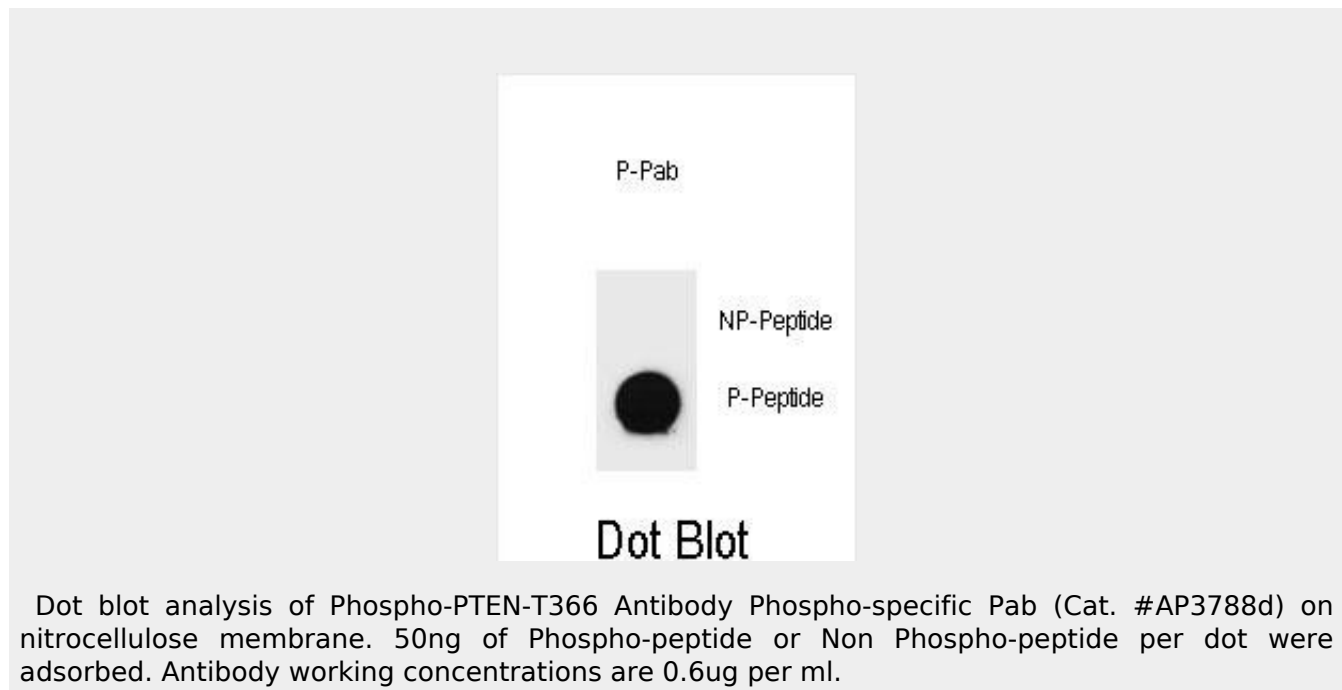 P-Pab
NP-Peptide
P-Peptide
Dot Blot
Dot blot analysis of Phospho-PTEN-T366 Antibody Phospho-specific Pab (Cat. #AP3788d) on
nitrocellulose membrane. 50ng of Phospho-peptide or Non Phospho-peptide per dot were
adsorbed. Antibody working concentrations are 0.6ug per ml.